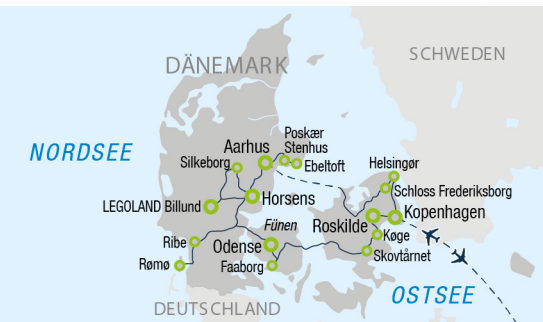 SCHWEDEN
DÄNEMARK
NORDSEE
Poskær
Stenhus
Aarhus
Silkeborg
Ebeltoft
Helsingør
Schloss Frederiksborg
LEGOLAND Billund
Horsens
Kopenhagen
Fünen
Roskilde
Køge
Ribe
Odense
Skovtårnet
Rømø
Faaborg
OSTSEE
DEUTSCHLAND